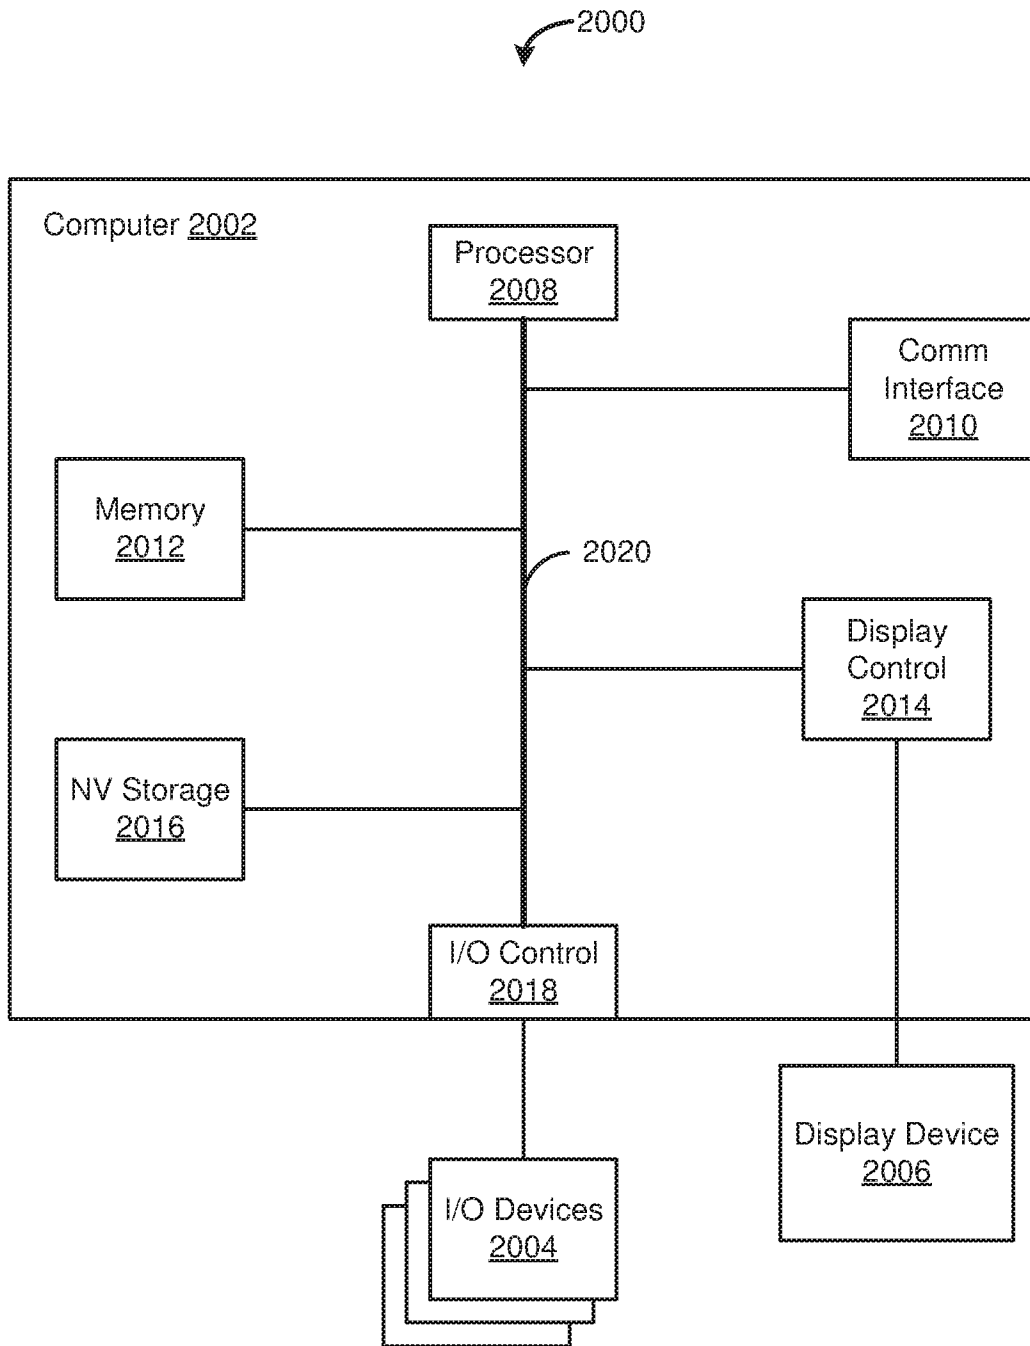 2000
Computer 2002
Processor
2008
Comm
Interface
2010
Memory
2012
2020
Display
Control
2014
NV Storage
2016
I/O Control
2018
Display Device
2006
I/O Devices
2004